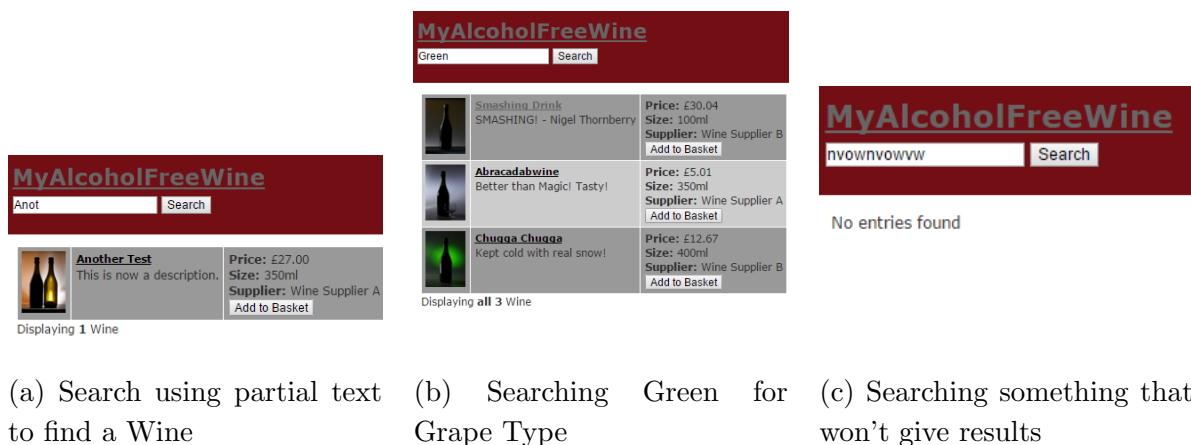 MyAlcoholFreeWine
Anot Search
Another Test
This is now a description.
Price: £27.00
Size: 350ml
Supplier: Wine Supplier A
Add to Basket
Displaying 1 Wine
(a) Search using partial text
to find a Wine
MyAlcoholFreeWine
Green Search
Smashing Drink
SMASHING! - Nigel Thornberry
Price: £30.04
Size: 100ml
Supplier: Wine Supplier B
Add to Basket
Abracadabwine
Better than Magic! Tasty!
Price: £5.01
Size: 350ml
Supplier: Wine Supplier A
Add to Basket
Chugga Chugga
Kept cold with real snow!
Price: £12.67
Size: 400ml
Supplier: Wine Supplier B
Add to Basket
Displaying all 3 Wine
(b) Searching Green for
Grape Type
MyAlcoholFreeWine
nvownvowvw Search
No entries found
(c) Searching something that
won't give results